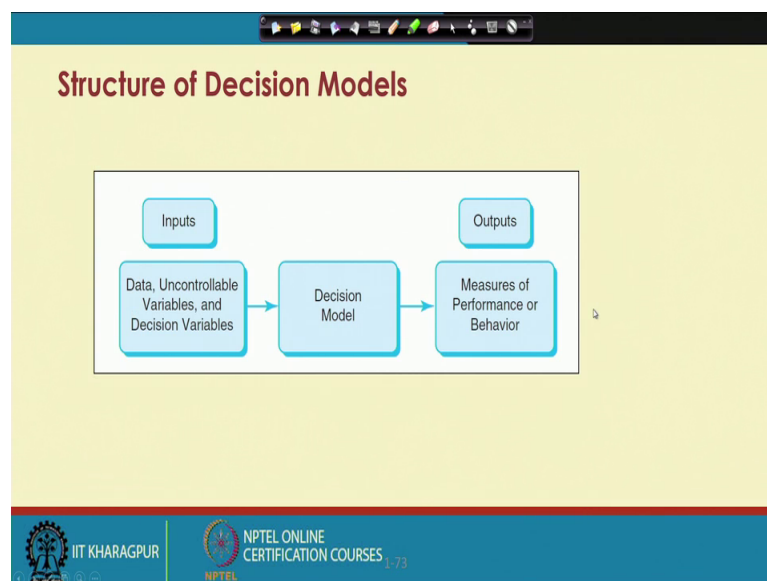 Structure of Decision Models
Inputs
Outputs
Data, Uncontrollable
Variables, and
Decision Variables
Decision
Model
Measures of
Performance or
Behavior
IIT KHARAGPUR
NPTEL
NPTEL ONLINE
CERTIFICATION COURSES
1-73